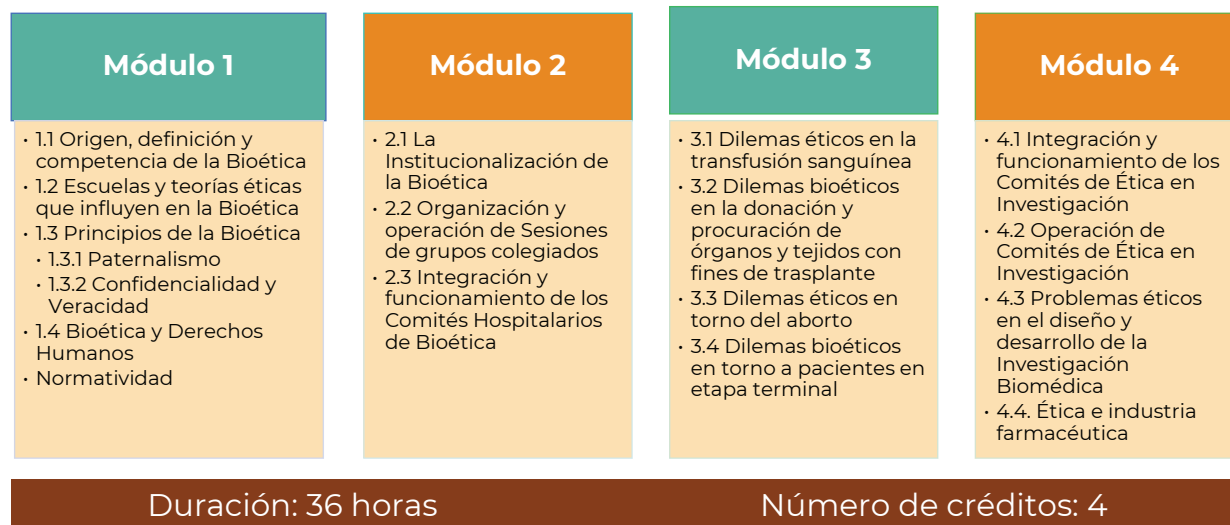 Módulo 1
• 1.1 Origen, definición y
competencia de la Bioética
• 1.2 Escuelas y teorías éticas
que influyen en la Bioética
• 1.3 Principios de la Bioética
• 1.3.1 Paternalismo
• 1.3.2 Confidencialidad y
Veracidad
• 1.4 Bioética y Derechos
Humanos
• Normatividad
Módulo 2
• 2.1 La
Institucionalización de
la Bioética
• 2.2 Organización y
operación de Sesiones
de grupos colegiados
• 2.3 Integración y
funcionamiento de los
Comités Hospitalarios
de Bioética
Módulo 3
• 3.1 Dilemas éticos en la
transfusión sanguínea
• 3.2 Dilemas bioéticos
en la donación y
procuración de
órganos y tejidos con
fines de trasplante
• 3.3 Dilemas éticos en
torno del aborto
• 3.4 Dilemas bioéticos
en torno a pacientes en
etapa terminal
Módulo 4
• 4.1 Integración y
funcionamiento de los
Comités de Ética en
Investigación
• 4.2 Operación de
Comités de Ética en
Investigación
• 4.3 Problemas éticos
en el diseño y
desarrollo de la
Investigación
Biomédica
• 4.4. Ética e industria
farmacéutica
Duración: 36 horas
Número de créditos: 4